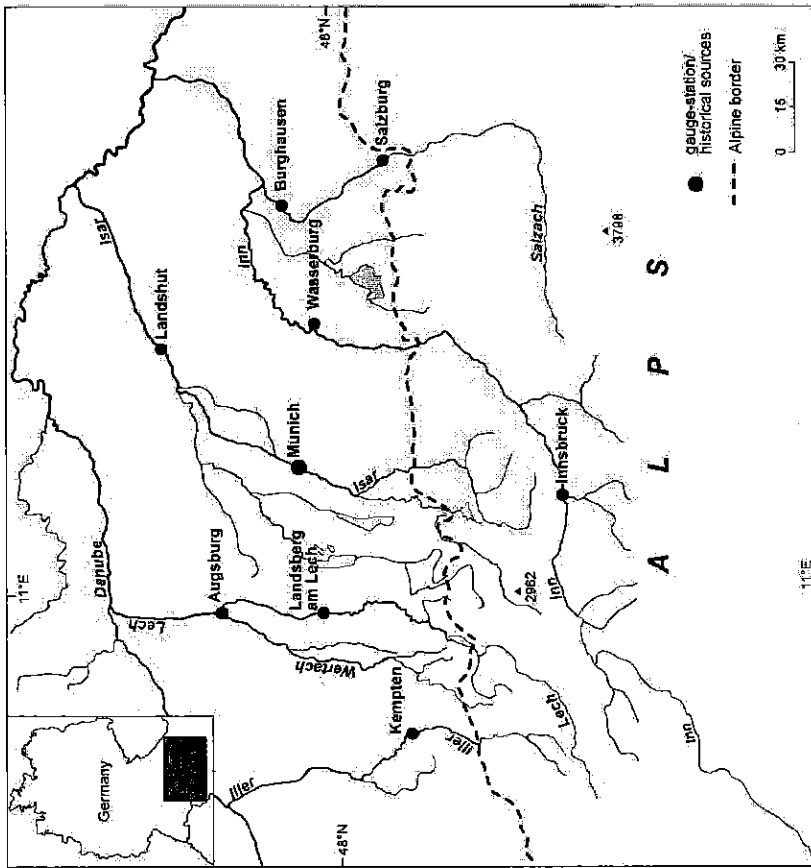 Germany
11°E
Danube
Isar
Landshut
Lech
Augsburg
Iller
Landsberg
am Lech
Munich
Inn
Burghausen
Wasserburg
Wertach
48°N
48°N
Kempten
Iller
Isar
Salzburg
Lech
Innsbruck
Inn
Salzach
2962
3798
Inn
ALPS
gauge-station/
historical sources
Alpine border
0 15 30 km
11°E